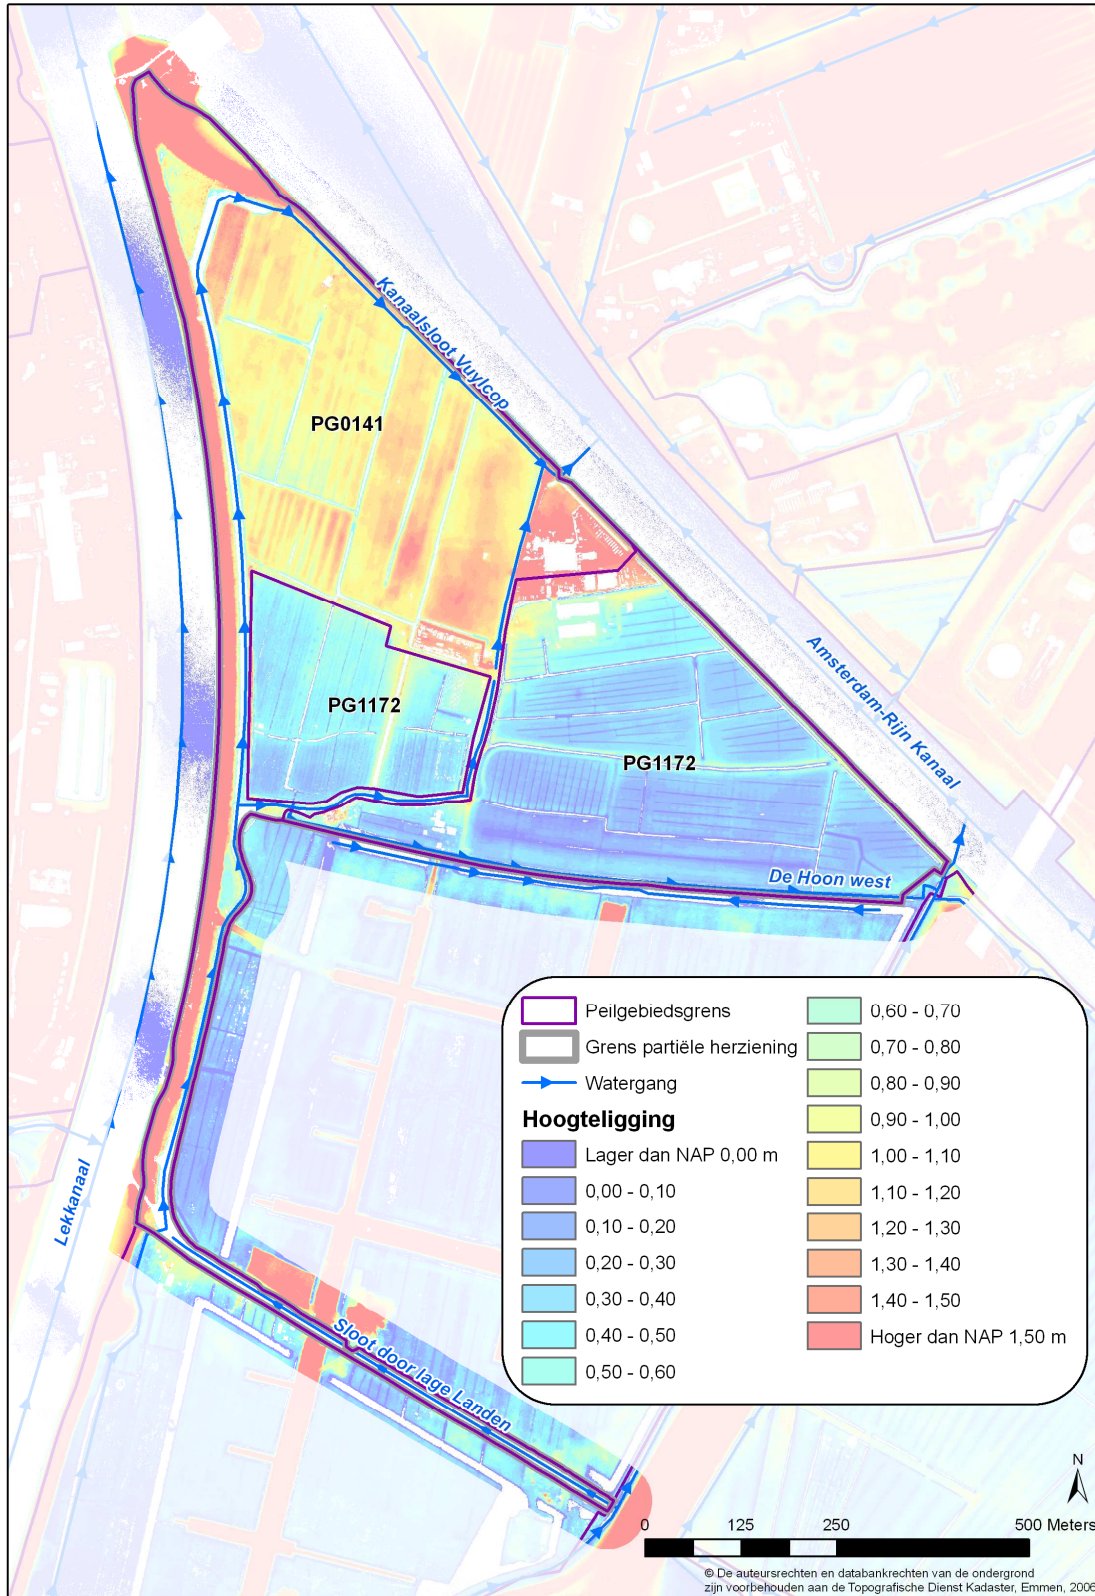 Kanaalsloot Vuylcop
PG0141
PG1172
PG1172
Amsterdam-Rijn Kanaal
De Hoon west
Lekkanaal
Sloot door lage Landen
Peilgebiedsgrens
Grens partiële herziening
Watergang
Hoogteligging
Lager dan NAP 0,00 m
0,00 - 0,10
0,10 - 0,20
0,20 - 0,30
0,30 - 0,40
0,40 - 0,50
0,50 - 0,60
0,60 - 0,70
0,70 - 0,80
0,80 - 0,90
0,90 - 1,00
1,00 - 1,10
1,10 - 1,20
1,20 - 1,30
1,30 - 1,40
1,40 - 1,50
Hoger dan NAP 1,50 m
N
0 125 250 500 Meters
© De auteursrechten en databankrechten van de ondergrond
zijn voorbehouden aan de Topografische Dienst Kadaster, Emmen, 2006